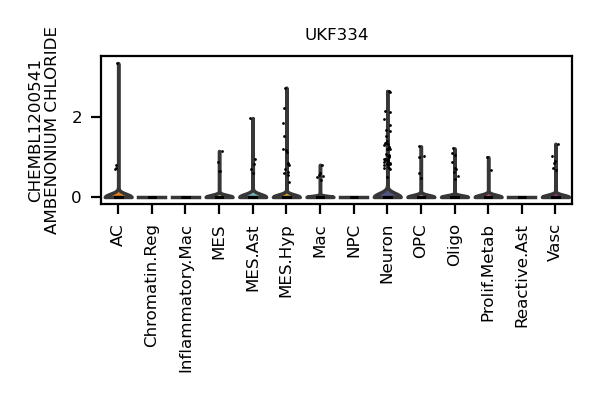 UKF334
CHEMBL1200541
AMBENONIUM CHLORIDE
2
0
AC
Chromatin.Reg
Inflammatory.Mac
MES
MES.Ast
MES.Hyp
Mac
NPC
Neuron
OPC
Oligo
Prolif.Metab
Reactive.Ast
Vasc